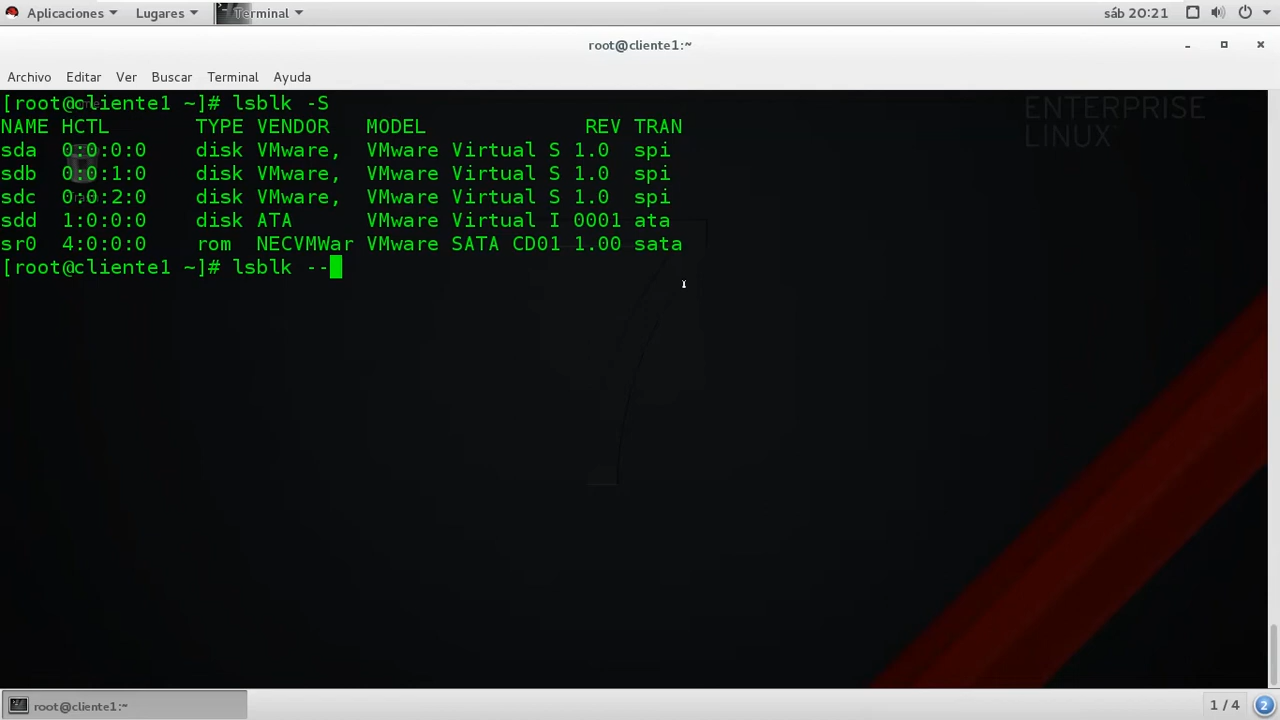 Aplicaciones Lugares Terminal sáb 20:21
root@cliente1:~
Archivo Editar Ver Buscar Terminal Ayuda
[root@cliente1 ~]# lsblk -S
NAME HCTL TYPE VENDOR MODEL REV TRAN
sda 0:0:0:0 disk VMware, VMware Virtual S 1.0 spi
sdb 0:0:1:0 disk VMware, VMware Virtual S 1.0 spi
sdc 0:0:2:0 disk VMware, VMware Virtual S 1.0 spi
sdd 1:0:0:0 disk ATA VMware Virtual I 0001 ata
sr0 4:0:0:0 rom NECVMWar VMware SATA CD01 1.00 sata
[root@cliente1 ~]# lsblk --
ENTERPRISE
LINUX
root@cliente1:~ 1 / 4 2